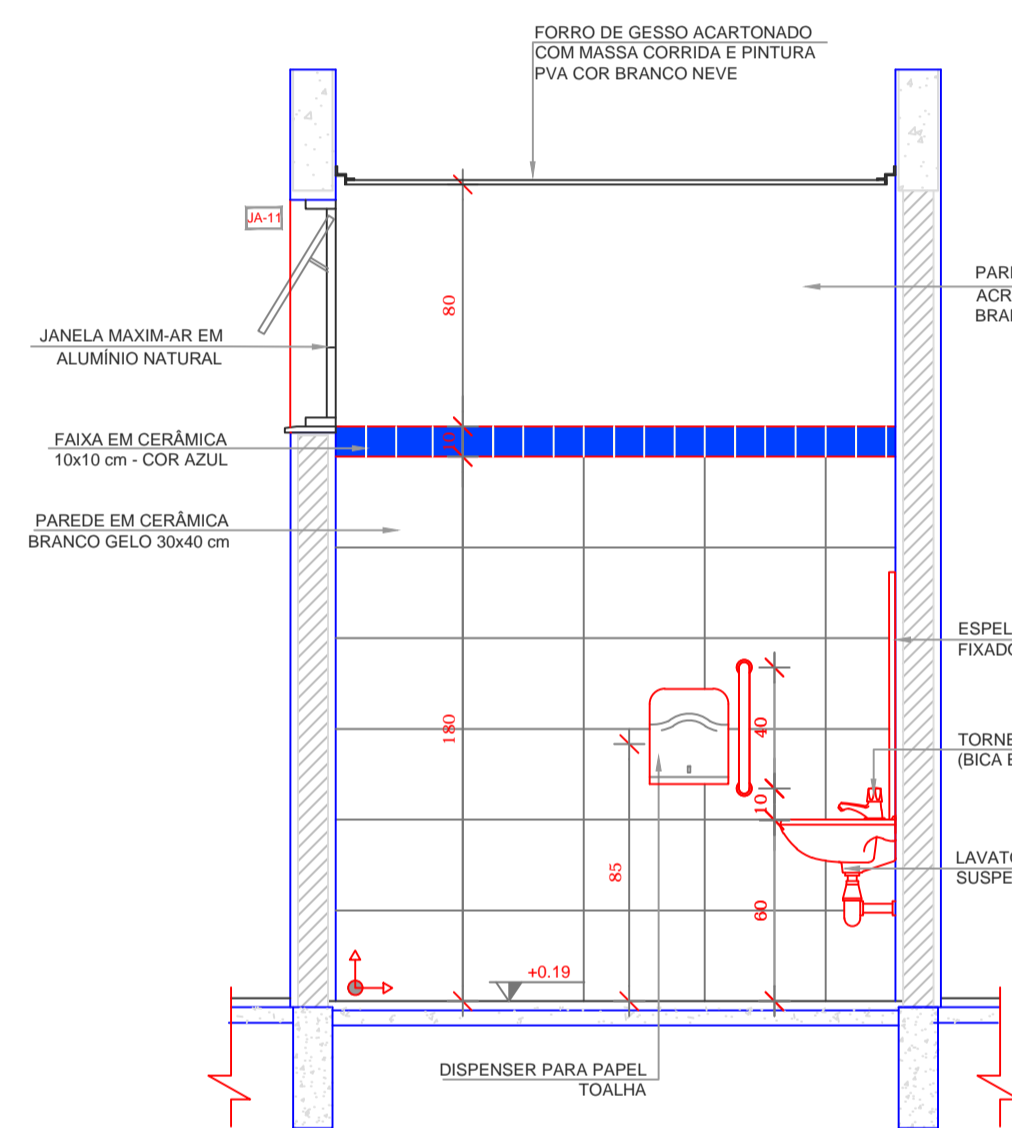 FORRO DE GESSO ACARTONADO
COM MASSA CORRIDA E PINTURA
PVA COR BRANCO NEVE
JA-11
PAR
ACR
BRA
80
JANELA MAXIM-AR EM
ALUMÍNIO NATURAL
FAIXA EM CERÂMICA
10x10 cm - COR AZUL
10
PAREDE EM CERÂMICA
BRANCO GELO 30x40 cm
ESPEL
FIXADO
180
40
TORNE
(BICA
10
85
LAVAT
SUSPE
60
+0.19
DISPENSER PARA PAPEL
TOALHA